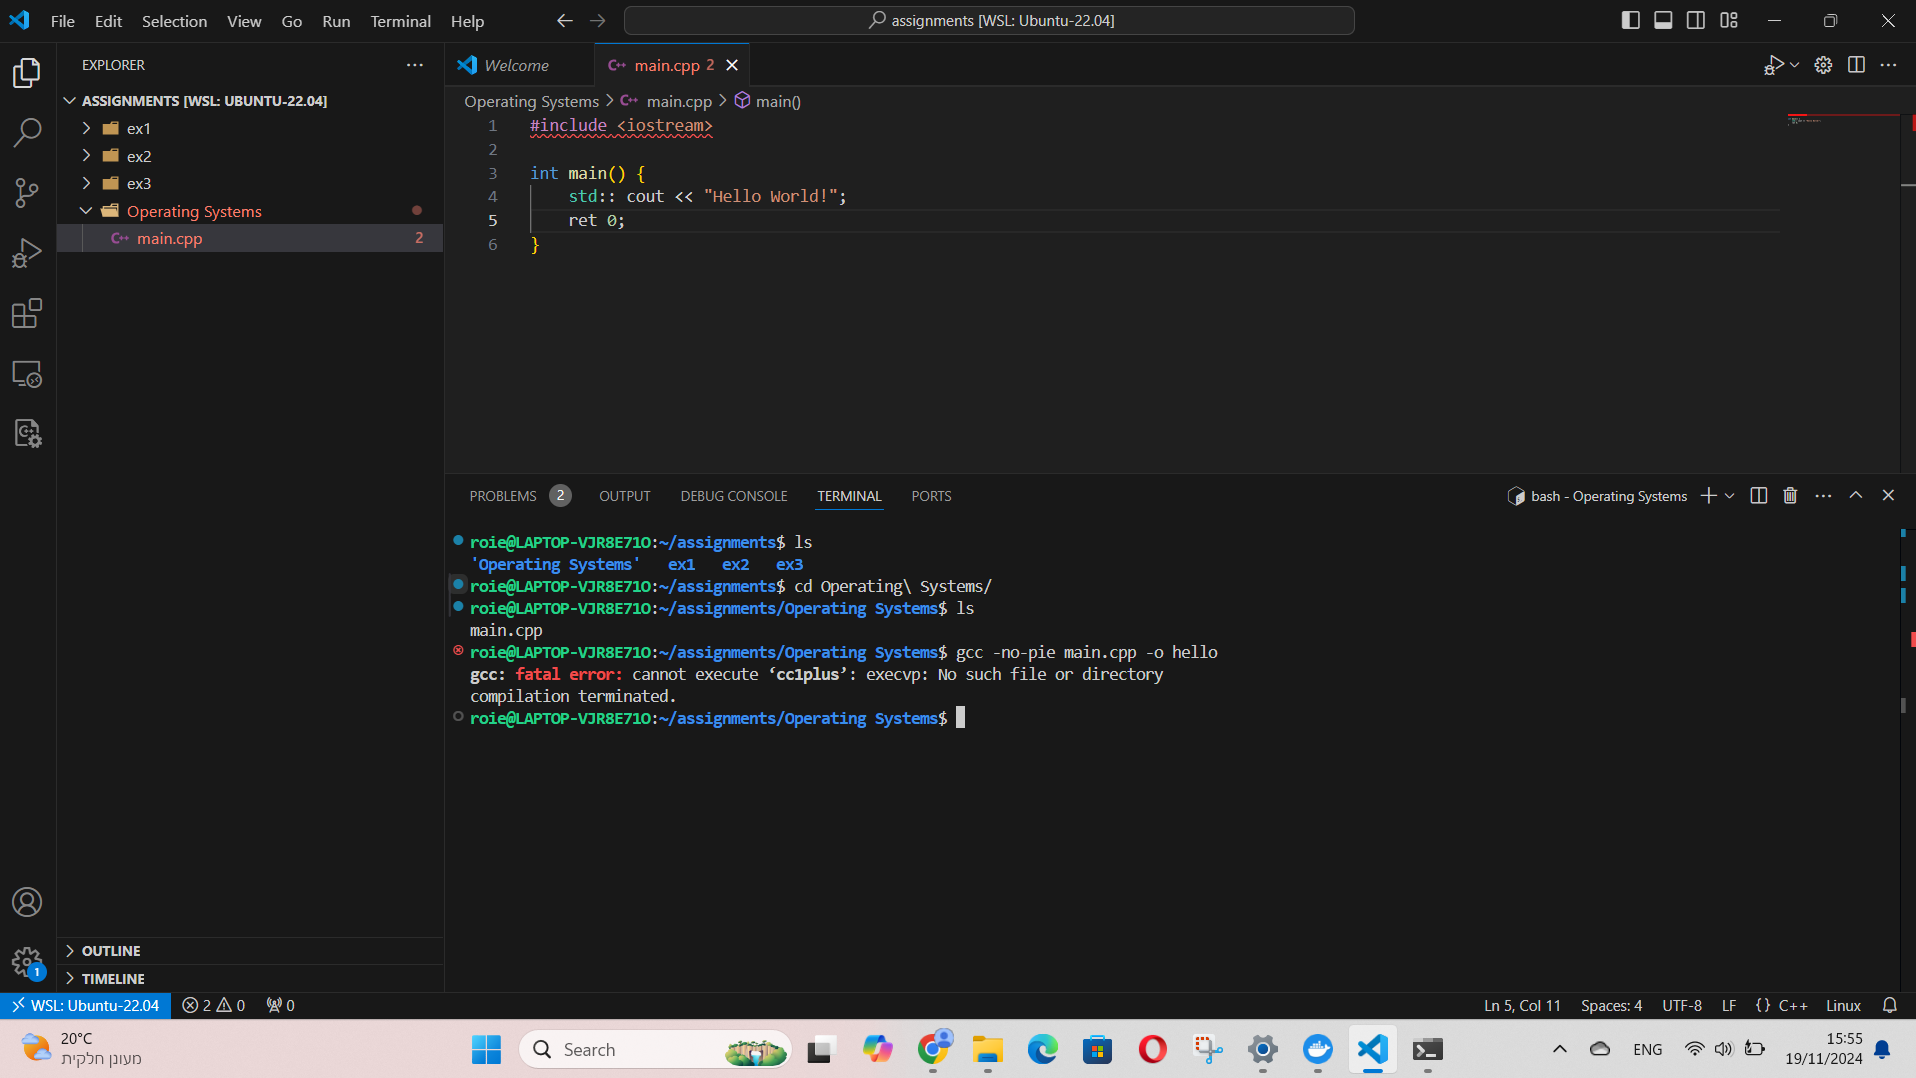 File Edit Selection View Go Run Terminal Help
assignments [WSL: Ubuntu-22.04]
EXPLORER
ASSIGNMENTS [WSL: UBUNTU-22.04]
ex1
ex2
ex3
Operating Systems
C++ main.cpp 2
OUTLINE
TIMELINE
Welcome
C++ main.cpp 2
Operating Systems > C++ main.cpp > main()
1 #include <iostream>
2
3 int main() {
4     std:: cout << "Hello World!";
5     ret 0;
6 }
PROBLEMS 2 OUTPUT DEBUG CONSOLE TERMINAL PORTS
bash - Operating Systems
roie@LAPTOP-VJR8E71O:~/assignments$ ls
'Operating Systems' ex1 ex2 ex3
roie@LAPTOP-VJR8E71O:~/assignments$ cd Operating\ Systems/
roie@LAPTOP-VJR8E71O:~/assignments/Operating Systems$ ls
main.cpp
roie@LAPTOP-VJR8E71O:~/assignments/Operating Systems$ gcc -no-pie main.cpp -o hello
gcc: fatal error: cannot execute ‘cc1plus’: execvp: No such file or directory
compilation terminated.
roie@LAPTOP-VJR8E71O:~/assignments/Operating Systems$
1
WSL: Ubuntu-22.04 2 0 0
Ln 5, Col 11 Spaces: 4 UTF-8 LF {} C++ Linux
20°C
מעונן חלקית
Search
ENG
15:55
19/11/2024